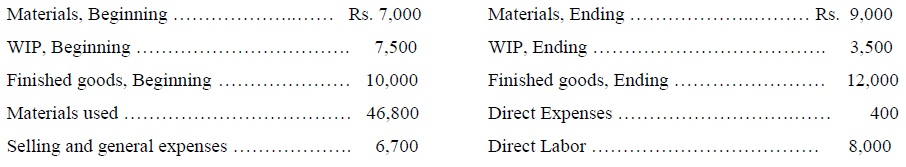 Materials, Beginning ………………….…… Rs. 7,000 Materials, Ending ……………………..……… Rs. 9,000
WIP, Beginning ………………………………. 7,500 WIP, Ending …………………………………. 3,500
Finished goods, Beginning …………………… 10,000 Finished goods, Ending ……………………… 12,000
Materials used ………………………………… 46,800 Direct Expenses ………………………………. 400
Selling and general expenses ………………… 6,700 Direct Labor ………………………………… 8,000